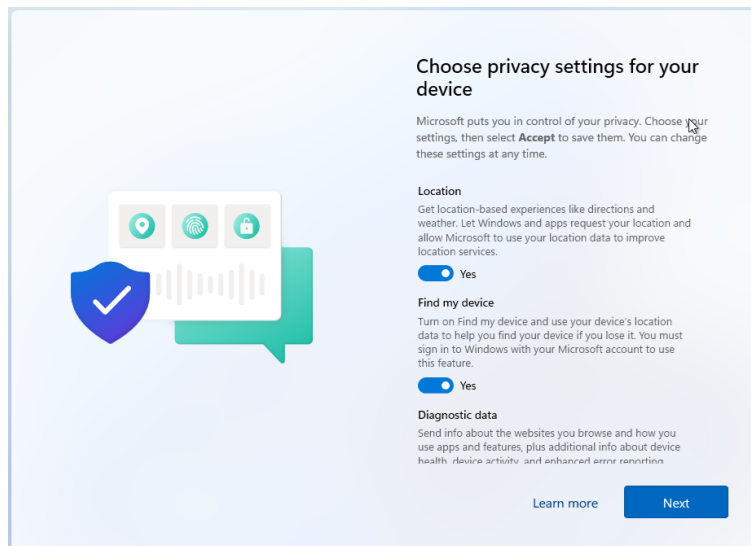 Choose privacy settings for your
device
Microsoft puts you in control of your privacy. Choose your
settings, then select Accept to save them. You can change
these settings at any time.
Location
Get location-based experiences like directions and
weather. Let Windows and apps request your location and
allow Microsoft to use your location data to improve
location services.
Yes
Find my device
Turn on Find my device and use your device's location
data to help you find your device if you lose it. You must
sign in to Windows with your Microsoft account to use
this feature.
Yes
Diagnostic data
Send info about the websites you browse and how you
use apps and features, plus additional info about device
health, device activity, and enhanced error reporting.
Learn more
Next